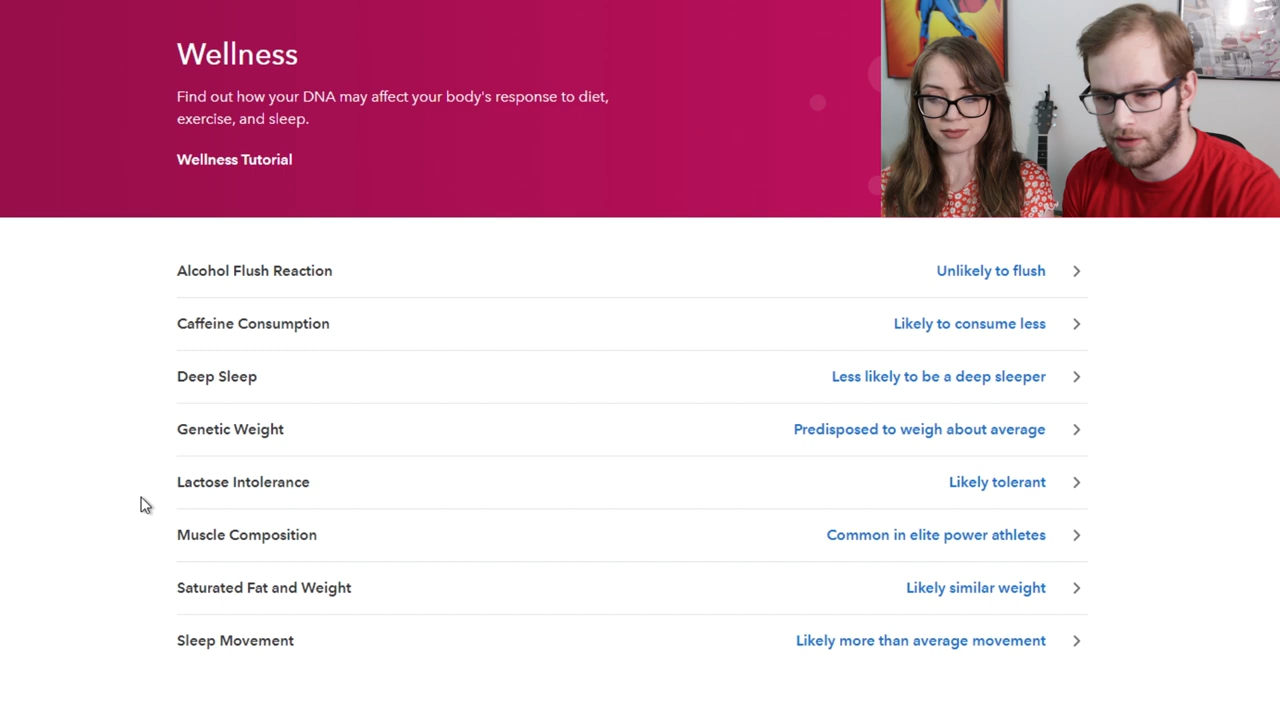 Wellness
Find out how your DNA may affect your body's response to diet,
exercise, and sleep.
Wellness Tutorial
Alcohol Flush Reaction Unlikely to flush
Caffeine Consumption Likely to consume less
Deep Sleep Less likely to be a deep sleeper
Genetic Weight Predisposed to weigh about average
Lactose Intolerance Likely tolerant
Muscle Composition Common in elite power athletes
Saturated Fat and Weight Likely similar weight
Sleep Movement Likely more than average movement